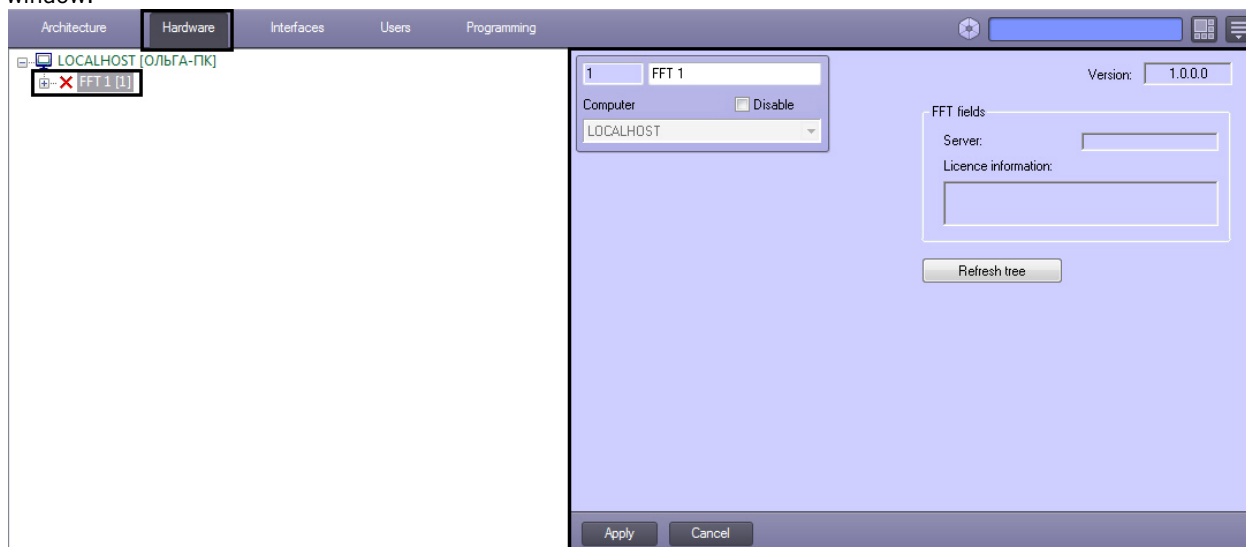 window.
Architecture Hardware Interfaces Users Programming
LOCALHOST [ОЛЬГА-ПК]
FFT 1 [1]
1 FFT 1
Computer Disable
LOCALHOST
Version: 1.0.0.0
FFT fields
Server:
Licence information:
Refresh tree
Apply Cancel